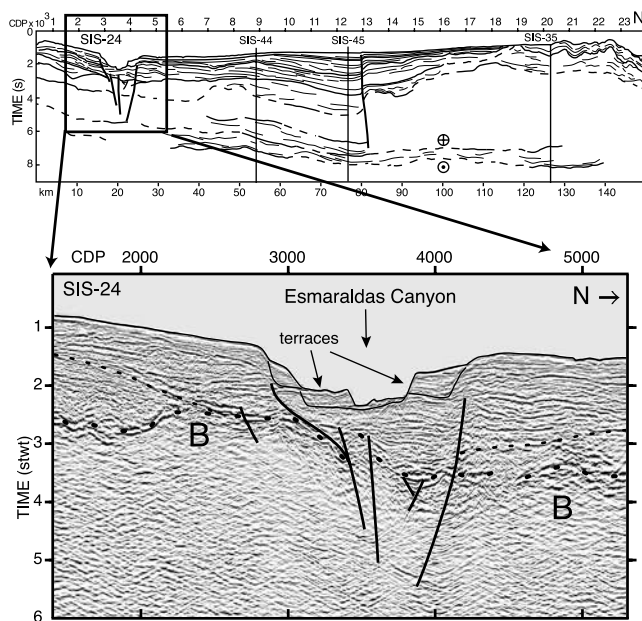 CDP x 10³ 1 2 3 4 5 6 7 8 9 10 11 12 13 14 15 16 17 18 19 20 21 22 23 N
SIS-24 SIS-44 SIS-45 SIS-35
0
2
4
6
8
TIME (s)
km 10 20 30 40 50 60 70 80 90 100 110 120 130 140
CDP 2000 3000 4000 5000
SIS-24 Esmaraldas Canyon N →
terraces
1
2
3
4
5
6
TIME (stwt)
B
B